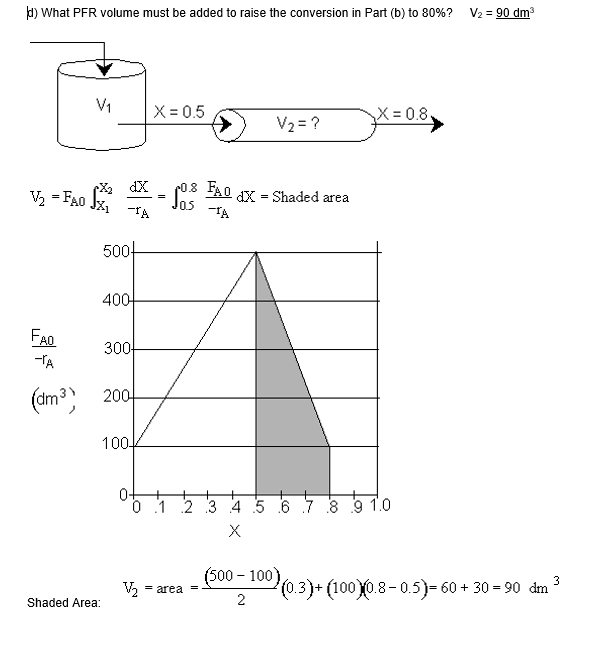 d) What PFR volume must be added to raise the conversion in Part (b) to 80%? V₂ = 90 dm³
V₁
X = 0.5
V₂ = ?
X = 0.8
V₂ = F_A0 ∫_X₁^X₂ dX/-r_A = ∫_0.5^0.8 F_A0/-r_A dX = Shaded area
500
400
300
200
100
0
F_A0/-r_A
(dm³)
0 .1 .2 .3 .4 .5 .6 .7 .8 .9 1.0
X
Shaded Area: V₂ = area = (500 – 100)/2 (0.3) + (100)(0.8 – 0.5) = 60 + 30 = 90 dm³